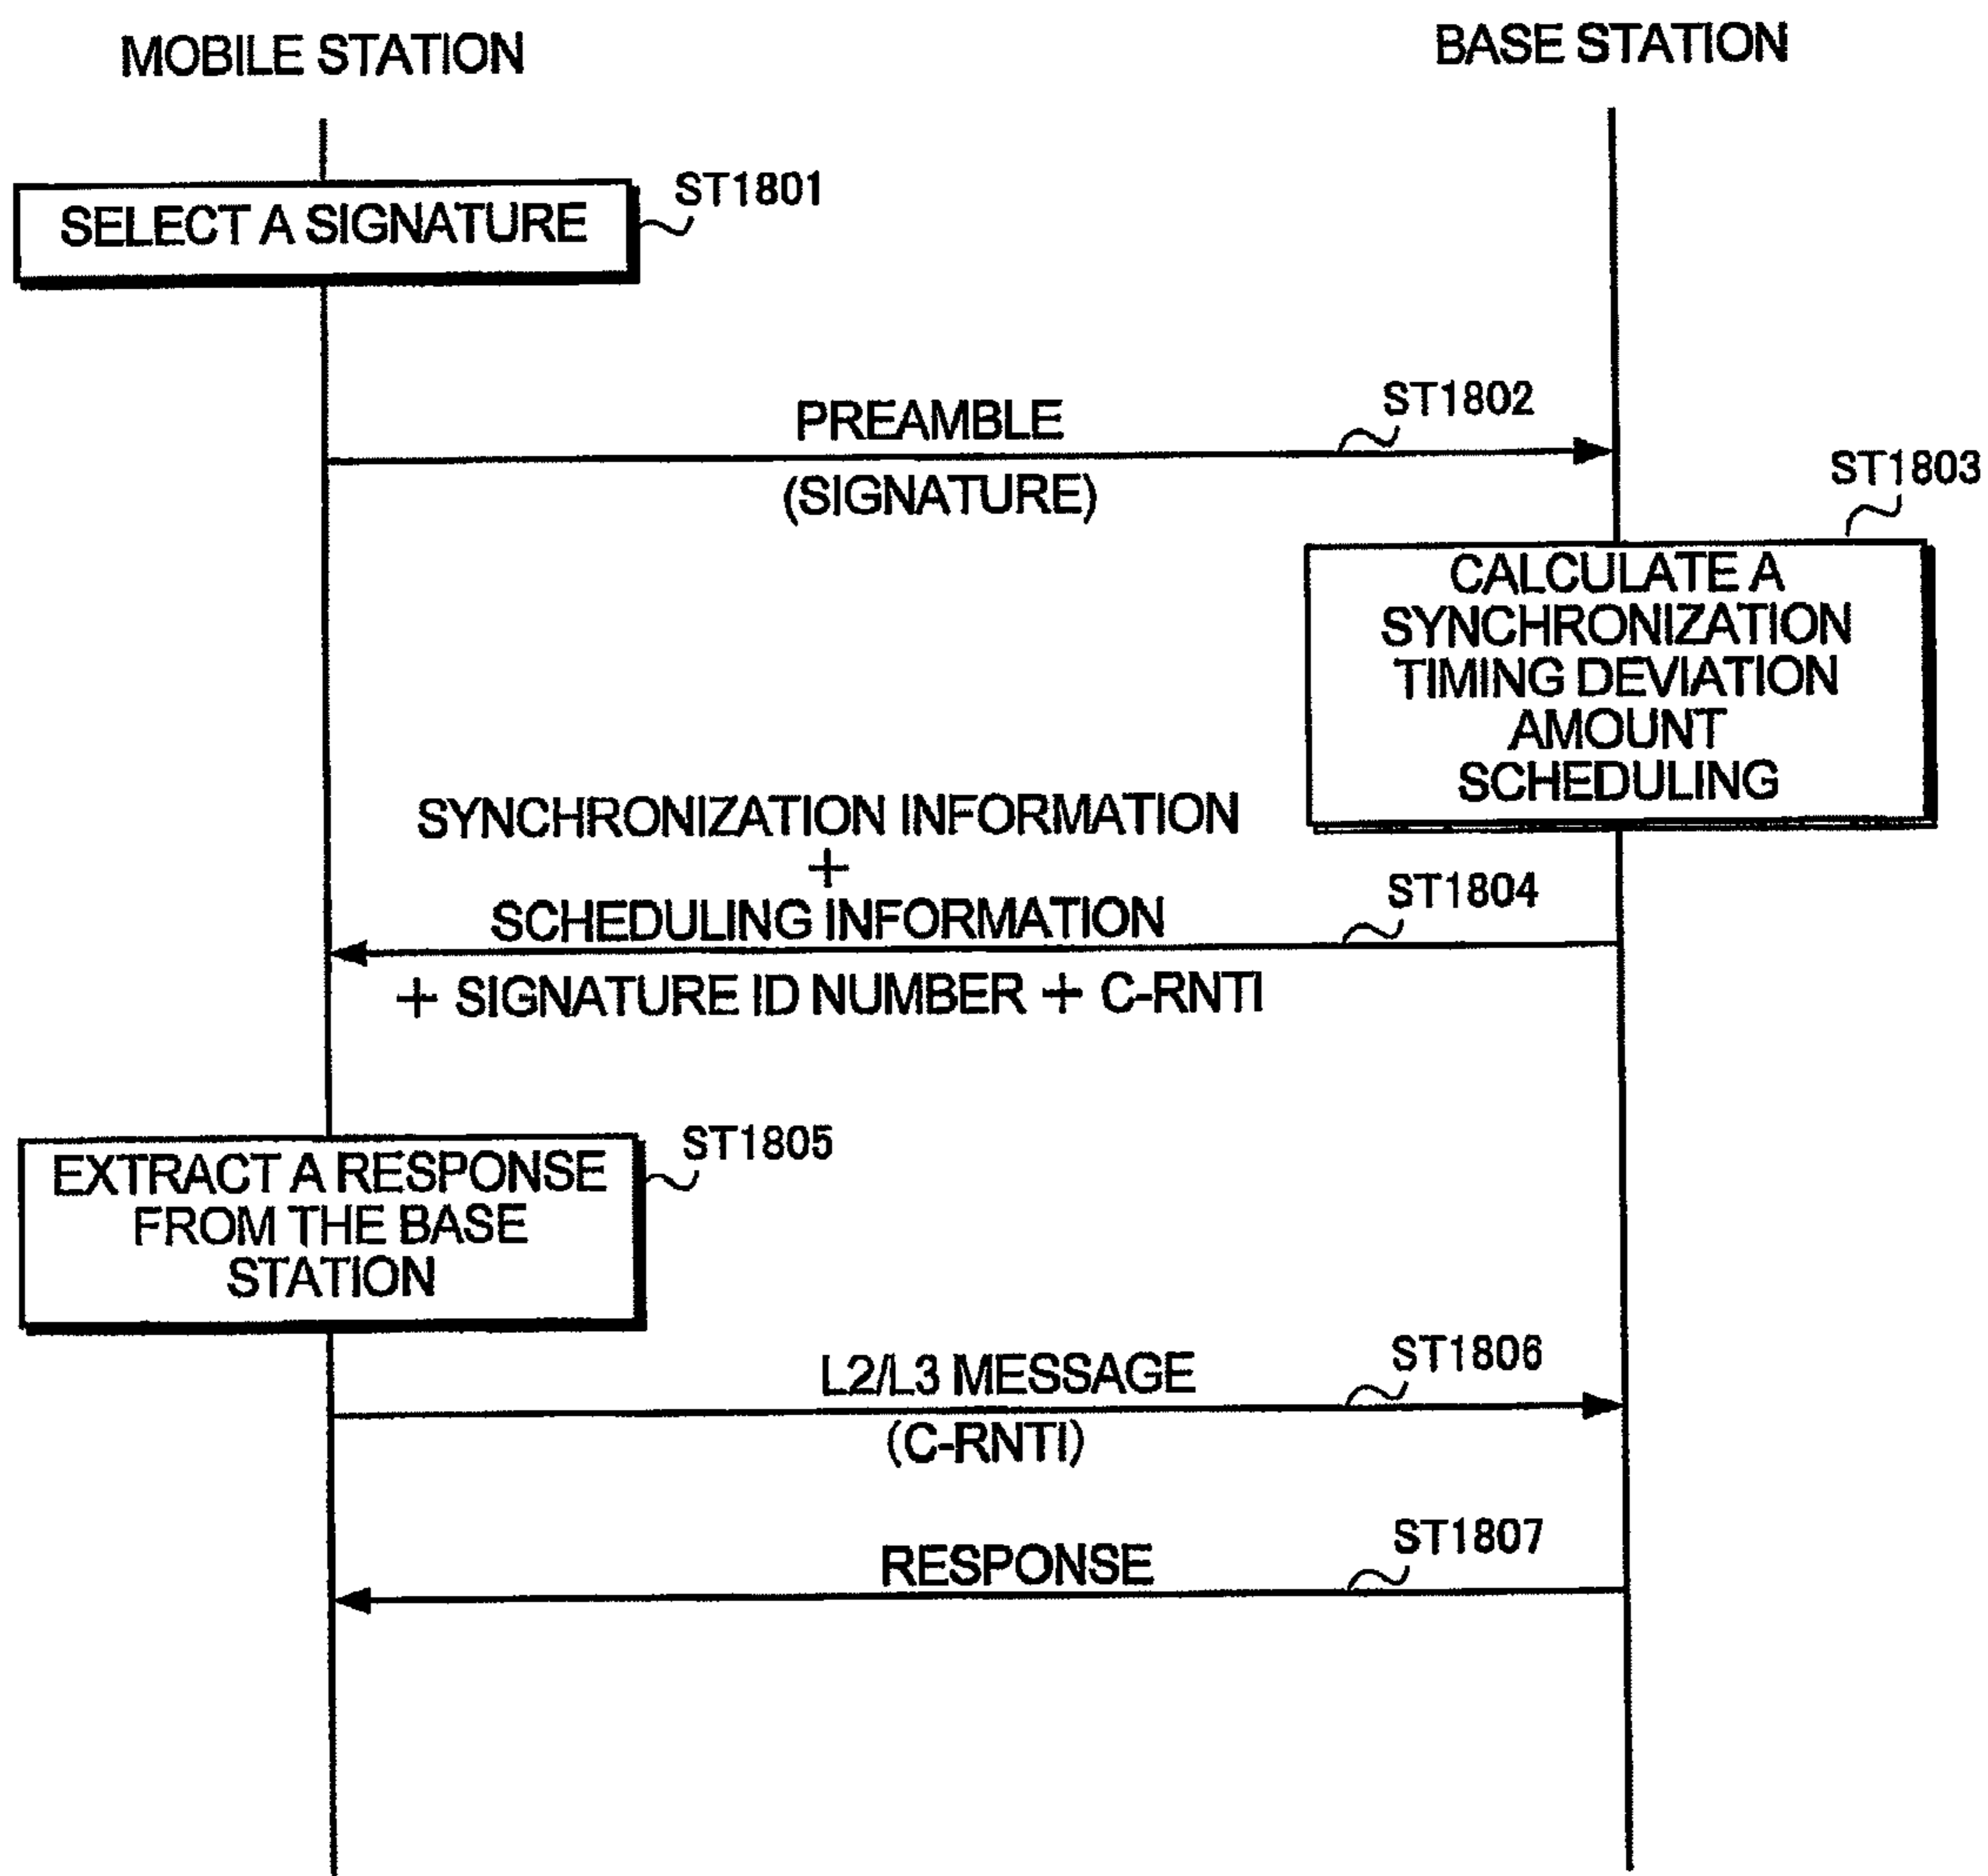 MOBILE STATION
BASE STATION
SELECT A SIGNATURE
ST1801
PREAMBLE
ST1802
(SIGNATURE)
ST1803
CALCULATE A
SYNCHRONIZATION
TIMING DEVIATION
AMOUNT
SCHEDULING
SYNCHRONIZATION INFORMATION
+
SCHEDULING INFORMATION
ST1804
+ SIGNATURE ID NUMBER + C-RNTI
EXTRACT A RESPONSE
FROM THE BASE
STATION
ST1805
L2/L3 MESSAGE
ST1806
(C-RNTI)
RESPONSE
ST1807